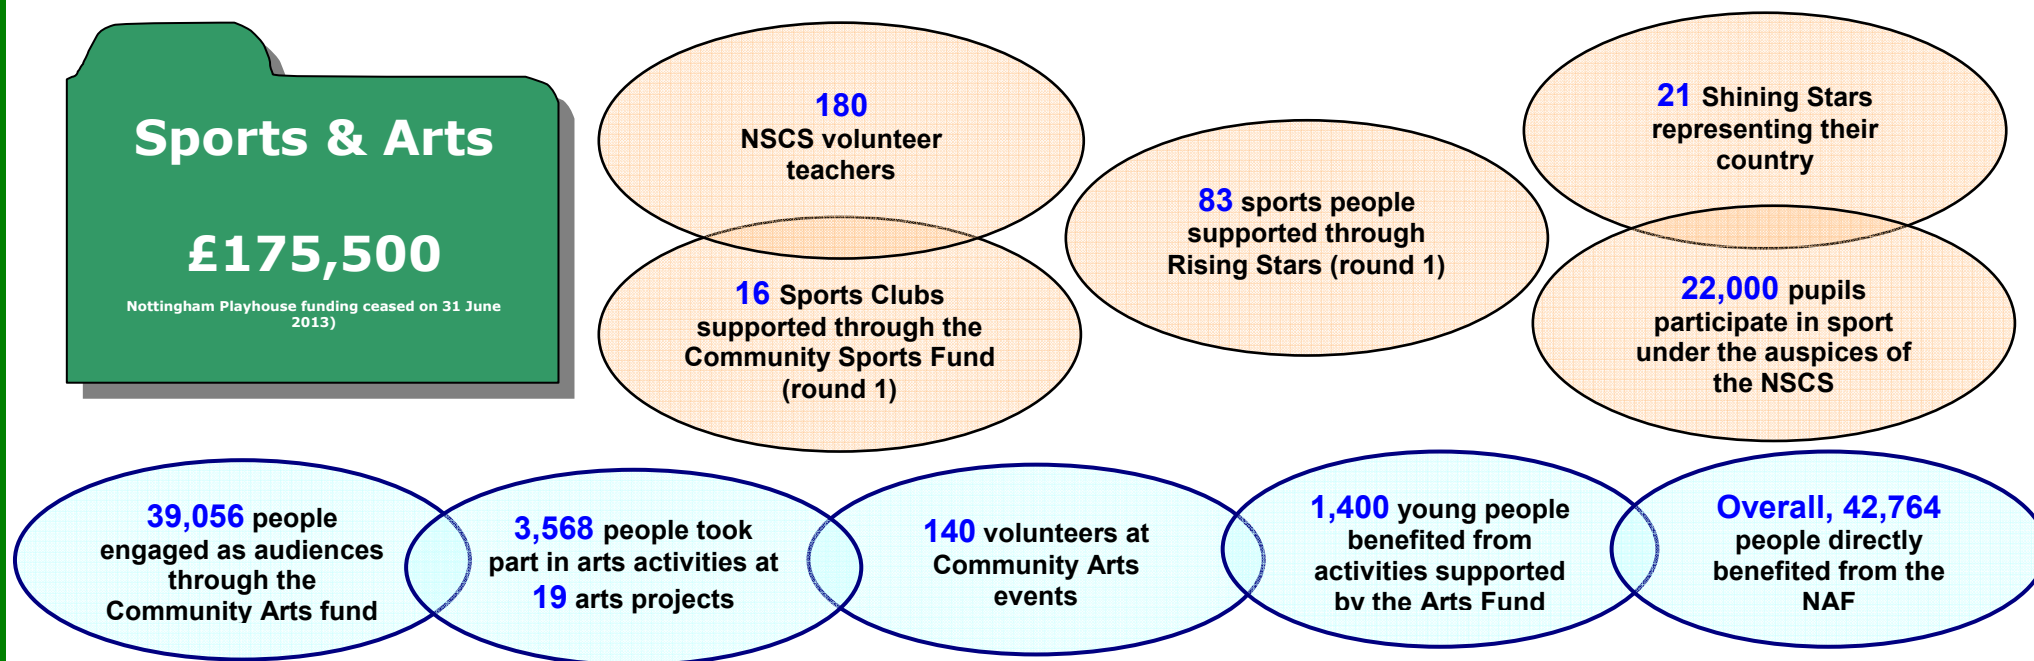 Sports & Arts
£175,500
Nottingham Playhouse funding ceased on 31 June
2013)
180
NSCS volunteer
teachers
16 Sports Clubs
supported through the
Community Sports Fund
(round 1)
83 sports people
supported through
Rising Stars (round 1)
21 Shining Stars
representing their
country
22,000 pupils
participate in sport
under the auspices of
the NSCS
39,056 people
engaged as audiences
through the
Community Arts fund
3,568 people took
part in arts activities at
19 arts projects
140 volunteers at
Community Arts
events
1,400 young people
benefited from
activities supported
by the Arts Fund
Overall, 42,764
people directly
benefited from the
NAF